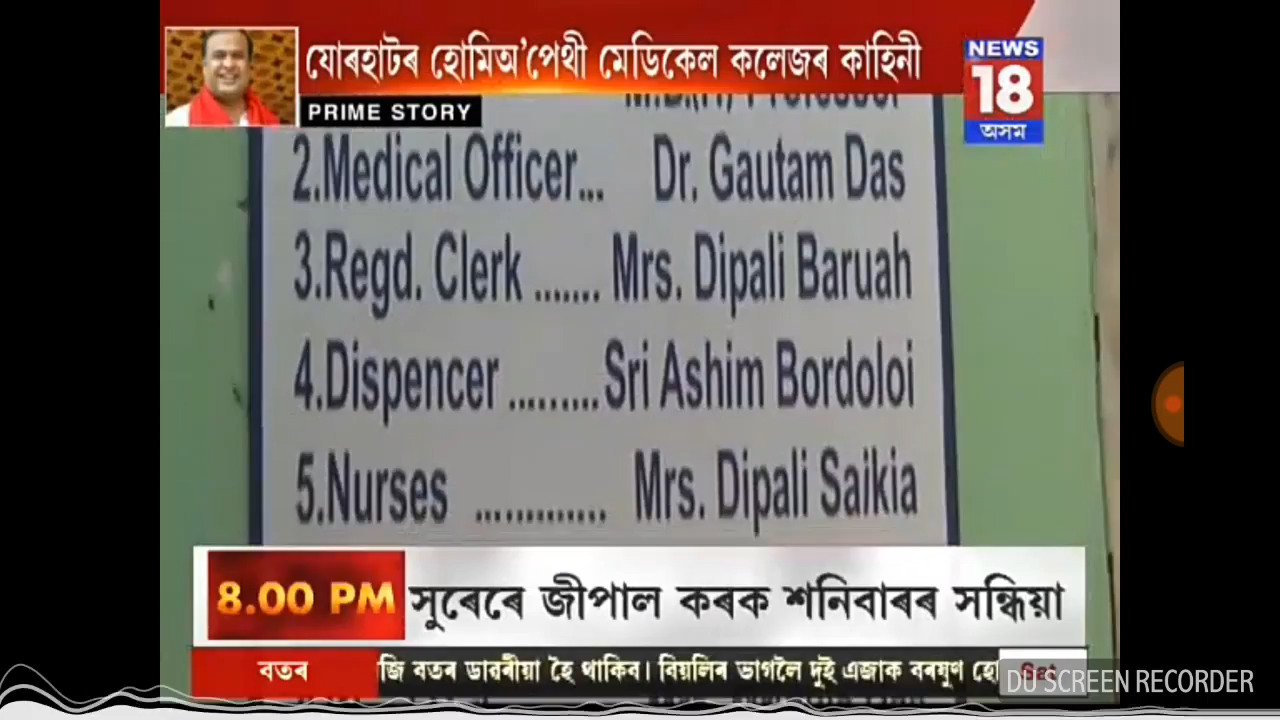 যোৰহাটৰ হোমিঅ'পেথী মেডিকেল কলেজৰ কাহিনী
NEWS
18
অসম
PRIME STORY
M.D.(H) Professor
2.Medical Officer... Dr. Gautam Das
3.Regd. Clerk ....... Mrs. Dipali Baruah
4.Dispencer ......... Sri Ashim Bordoloi
5.Nurses ............. Mrs. Dipali Saikia
8.00 PM সুৰেৰে জীপাল কৰক শনিবাৰৰ সন্ধিয়া
বতৰ জি বতৰ ডাৱৰীয়া হৈ থাকিব। বিয়লিৰ ভাগলৈ দুই এজাক বৰষুণ হো
DU SCREEN RECORDER